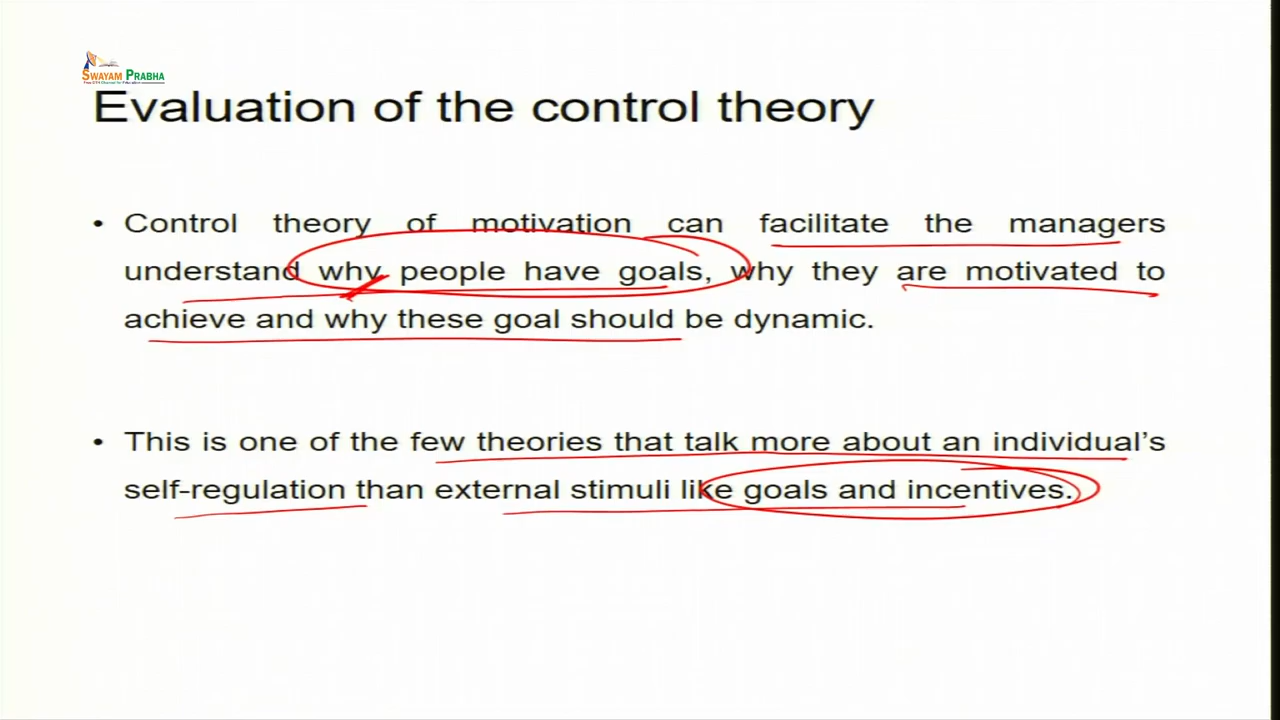 SWAYAM PRABHA
Evaluation of the control theory
• Control theory of motivation can facilitate the managers
understand why people have goals, why they are motivated to
achieve and why these goal should be dynamic.
• This is one of the few theories that talk more about an individual's
self-regulation than external stimuli like goals and incentives.